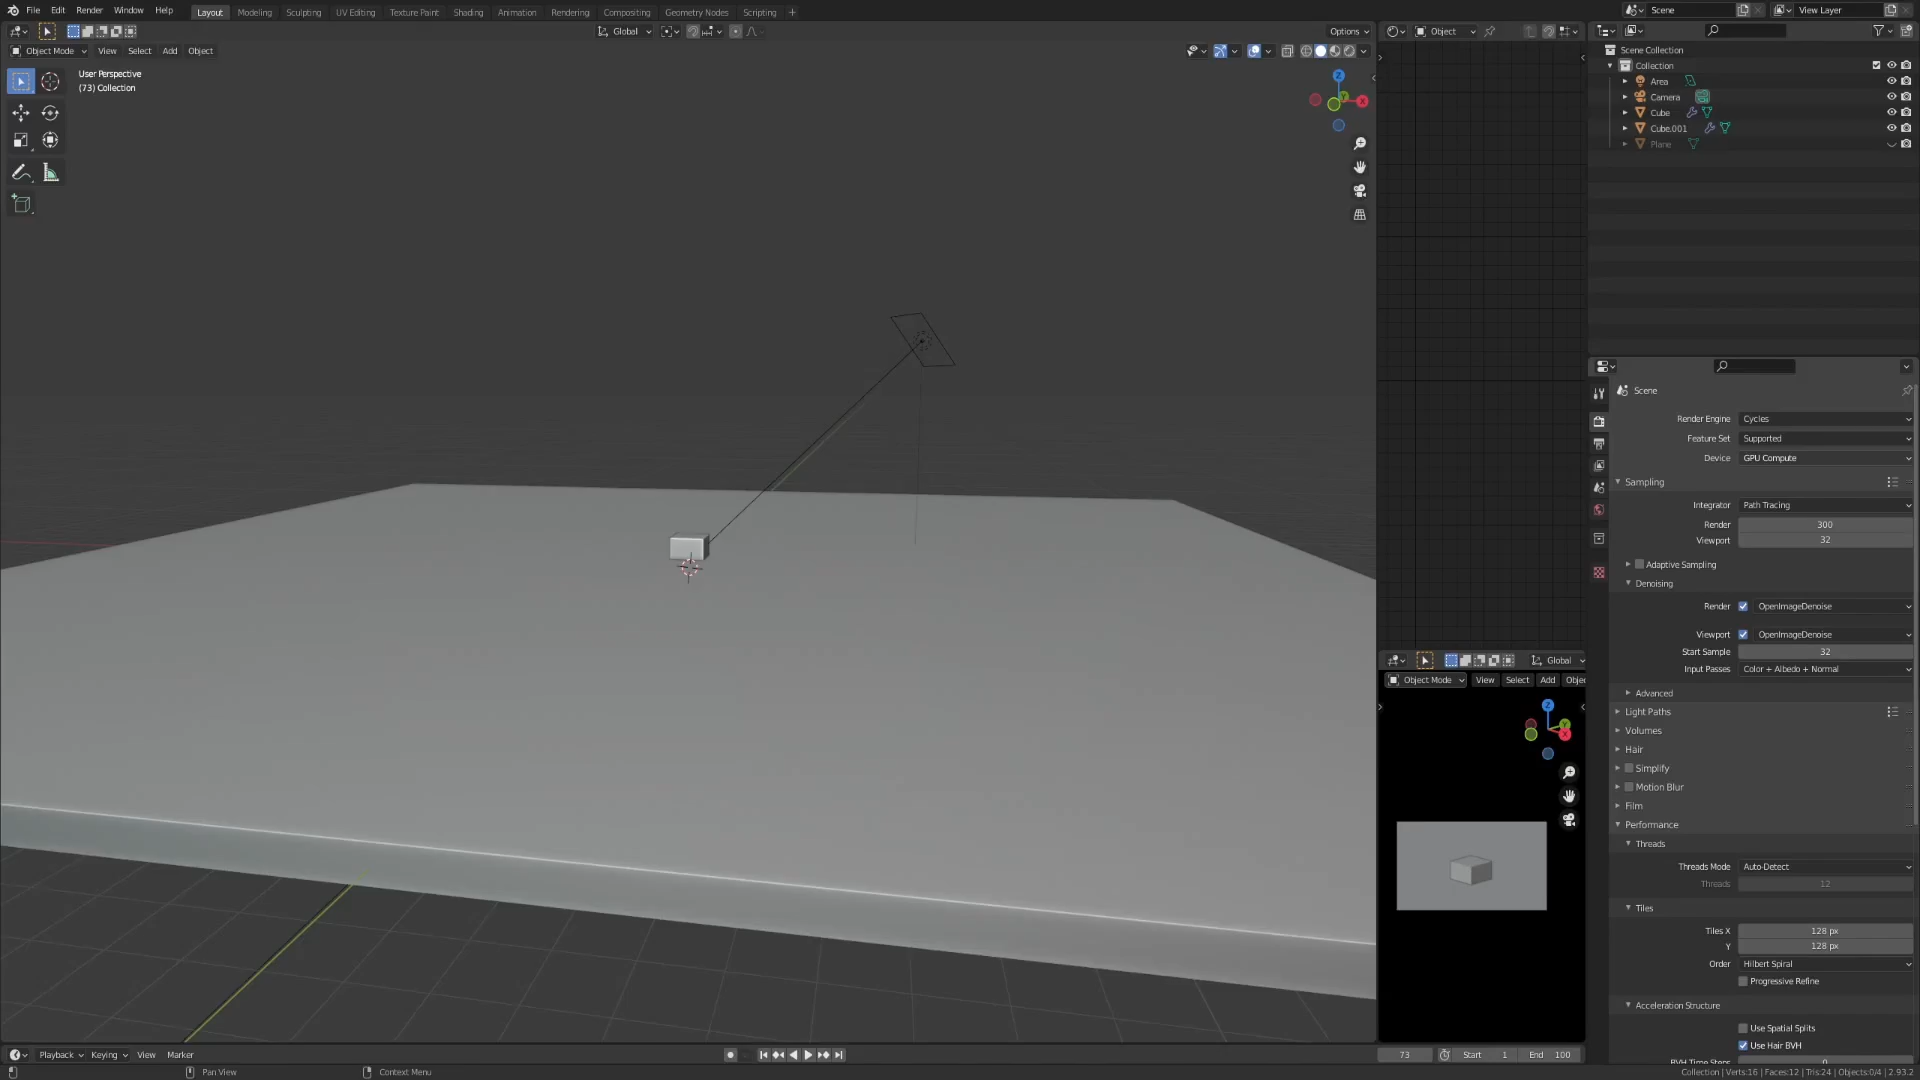 File Edit Render Window Help Layout Modeling Sculpting UV Editing Texture Paint Shading Animation Rendering Compositing Geometry Nodes Scripting + Scene View Layer
Global Options Object
Object Mode View Select Add Object
User Perspective
(73) Collection
Z
Y
X
Scene Collection
Collection
Area
Camera
Cube
Cube.001
Plane
Scene
Render Engine Cycles
Feature Set Supported
Device GPU Compute
Sampling
Integrator Path Tracing
Render 300
Viewport 32
Adaptive Sampling
Denoising
Render OpenImageDenoise
Viewport OpenImageDenoise
Start Sample 32
Input Passes Color + Albedo + Normal
Advanced
Light Paths
Volumes
Hair
Simplify
Motion Blur
Film
Performance
Threads
Threads Mode Auto-Detect
Threads 12
Tiles
Tiles X 128 px
Y 128 px
Order Hilbert Spiral
Progressive Refine
Acceleration Structure
Use Spatial Splits
Use Hair BVH
BVH Time Steps 0
Global
Object Mode View Select Add Objec
Z
Y
X
Playback Keying View Marker 73 Start 1 End 100
Pan View Context Menu Collection | Verts:16 | Faces:12 | Tris:24 | Objects:0/4 | 2.93.2